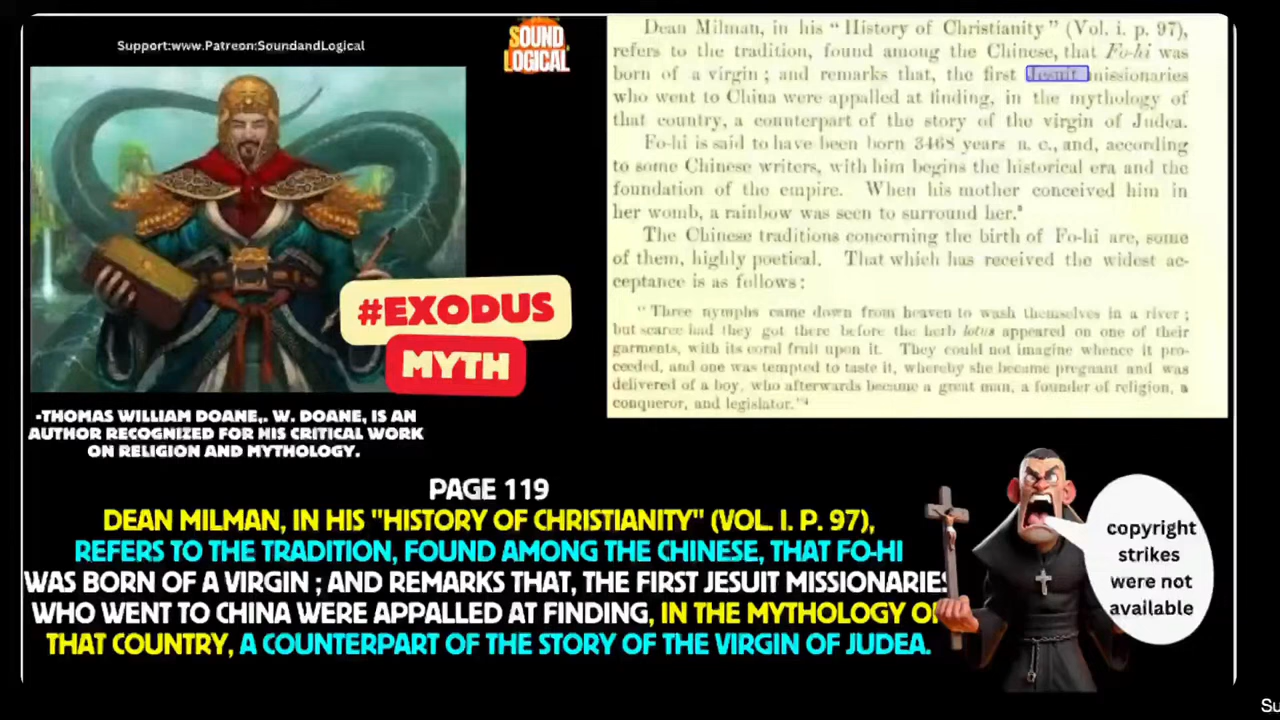 Support:www.Patreon:SoundandLogical
SOUND
LOGICAL
Dean Milman, in his "History of Christianity" (Vol. i. p. 97),
refers to the tradition, found among the Chinese, that Fo-hi was
born of a virgin ; and remarks that, the first Jesuit missionaries
who went to China were appalled at finding, in the mythology of
that country, a counterpart of the story of the virgin of Judea.
Fo-hi is said to have been born 3468 years B. C., and, according
to some Chinese writers, with him begins the historical era and the
foundation of the empire. When his mother conceived him in
her womb, a rainbow was seen to surround her.
The Chinese traditions concerning the birth of Fo-hi are, some
of them, highly poetical. That which has received the widest ac-
ceptance is as follows :
"Three nymphs came down from heaven to wash themselves in a river ;
but scarce had they got there before the herb lotus appeared on one of their
garments, with its coral fruit upon it. They could not imagine whence it pro-
ceeded, and one was tempted to taste it, whereby she became pregnant and was
delivered of a boy, who afterwards became a great man, a founder of religion, a
conqueror, and legislator."
#EXODUS
MYTH
-THOMAS WILLIAM DOANE,. W. DOANE, IS AN
AUTHOR RECOGNIZED FOR HIS CRITICAL WORK
ON RELIGION AND MYTHOLOGY.
PAGE 119
DEAN MILMAN, IN HIS "HISTORY OF CHRISTIANITY" (VOL. I. P. 97),
REFERS TO THE TRADITION, FOUND AMONG THE CHINESE, THAT FO-HI
WAS BORN OF A VIRGIN ; AND REMARKS THAT, THE FIRST JESUIT MISSIONARIES
WHO WENT TO CHINA WERE APPALLED AT FINDING, IN THE MYTHOLOGY OF
THAT COUNTRY, A COUNTERPART OF THE STORY OF THE VIRGIN OF JUDEA.
copyright
strikes
were not
available
Su